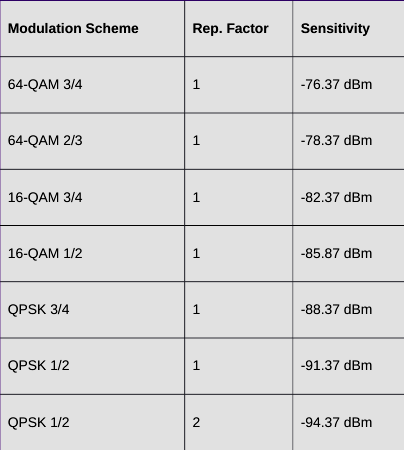 Modulation Scheme Rep. Factor Sensitivity
64-QAM 3/4 1 -76.37 dBm
64-QAM 2/3 1 -78.37 dBm
16-QAM 3/4 1 -82.37 dBm
16-QAM 1/2 1 -85.87 dBm
QPSK 3/4 1 -88.37 dBm
QPSK 1/2 1 -91.37 dBm
QPSK 1/2 2 -94.37 dBm